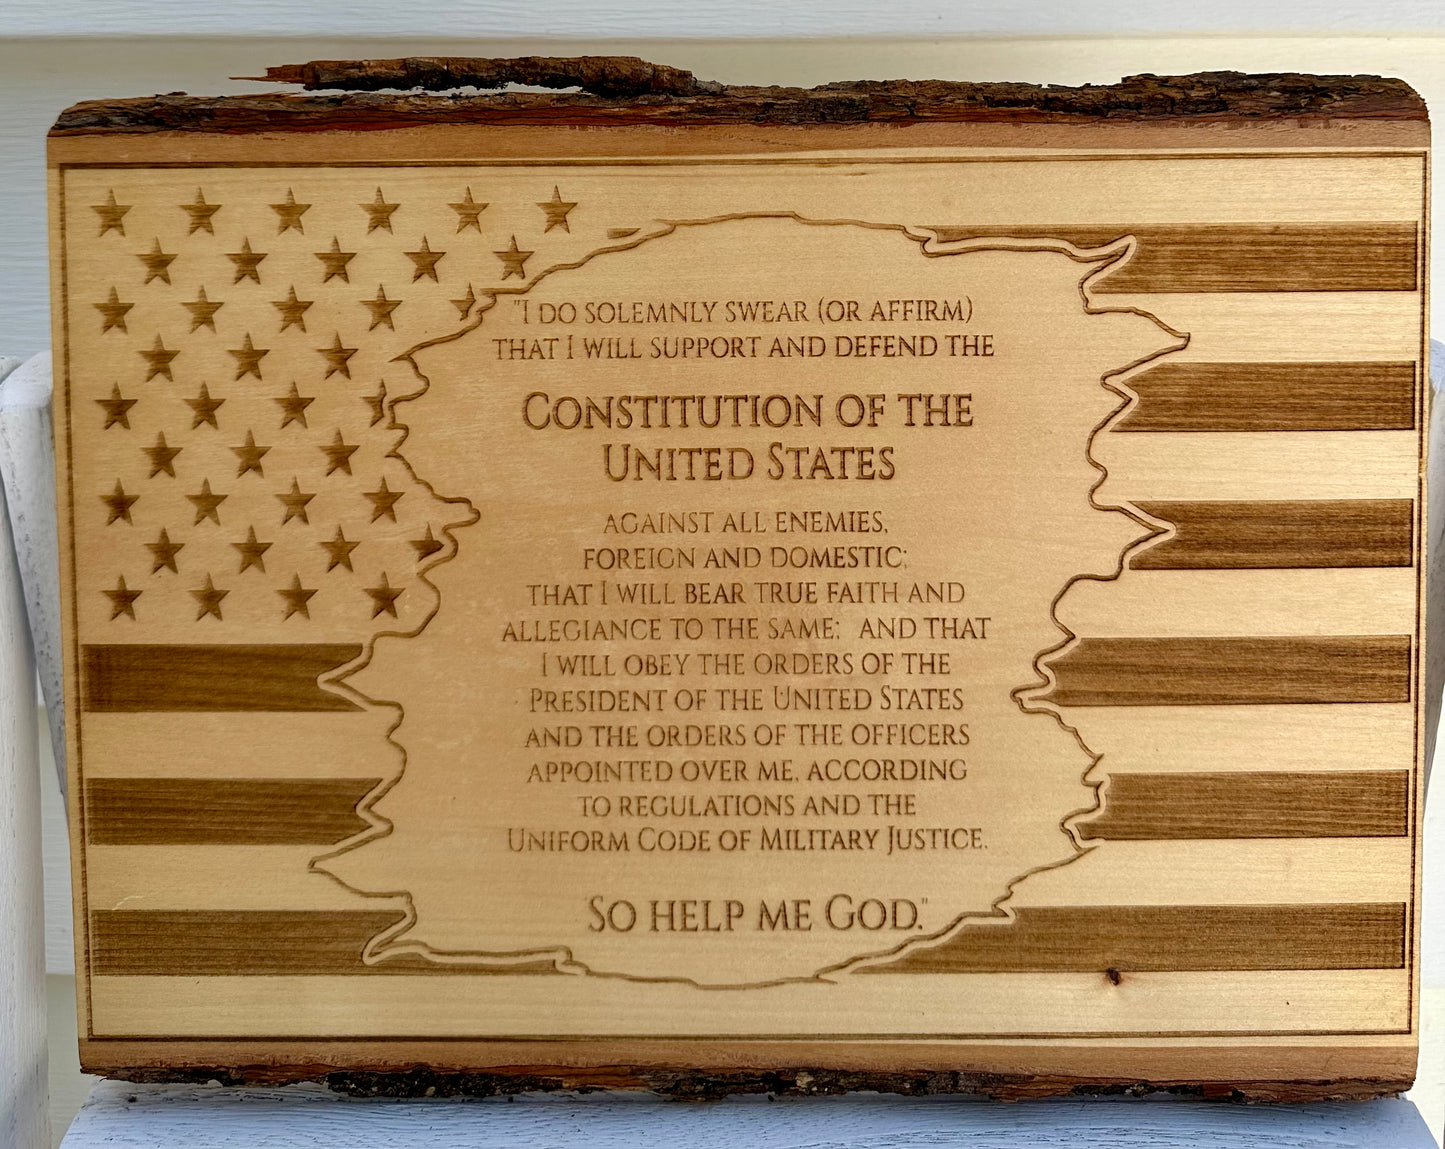 "I DO SOLEMNLY SWEAR (OR AFFIRM)
THAT I WILL SUPPORT AND DEFEND THE
CONSTITUTION OF THE
UNITED STATES
AGAINST ALL ENEMIES,
FOREIGN AND DOMESTIC;
THAT I WILL BEAR TRUE FAITH AND
ALLEGIANCE TO THE SAME; AND THAT
I WILL OBEY THE ORDERS OF THE
PRESIDENT OF THE UNITED STATES
AND THE ORDERS OF THE OFFICERS
APPOINTED OVER ME, ACCORDING
TO REGULATIONS AND THE
UNIFORM CODE OF MILITARY JUSTICE.
SO HELP ME GOD."